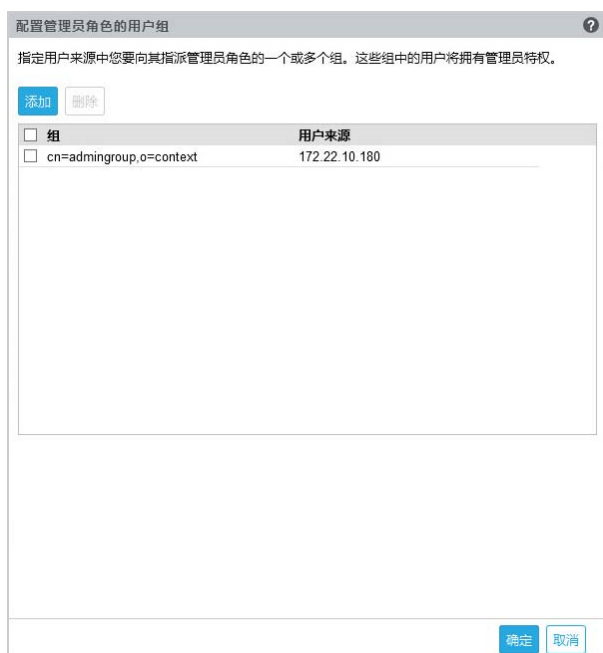 配置管理员角色的用户组
指定用户来源中您要向其指派管理员角色的一个或多个组。这些组中的用户将拥有管理员特权。
添加 删除
组 用户来源
cn=admingroup,o=context 172.22.10.180
确定 取消